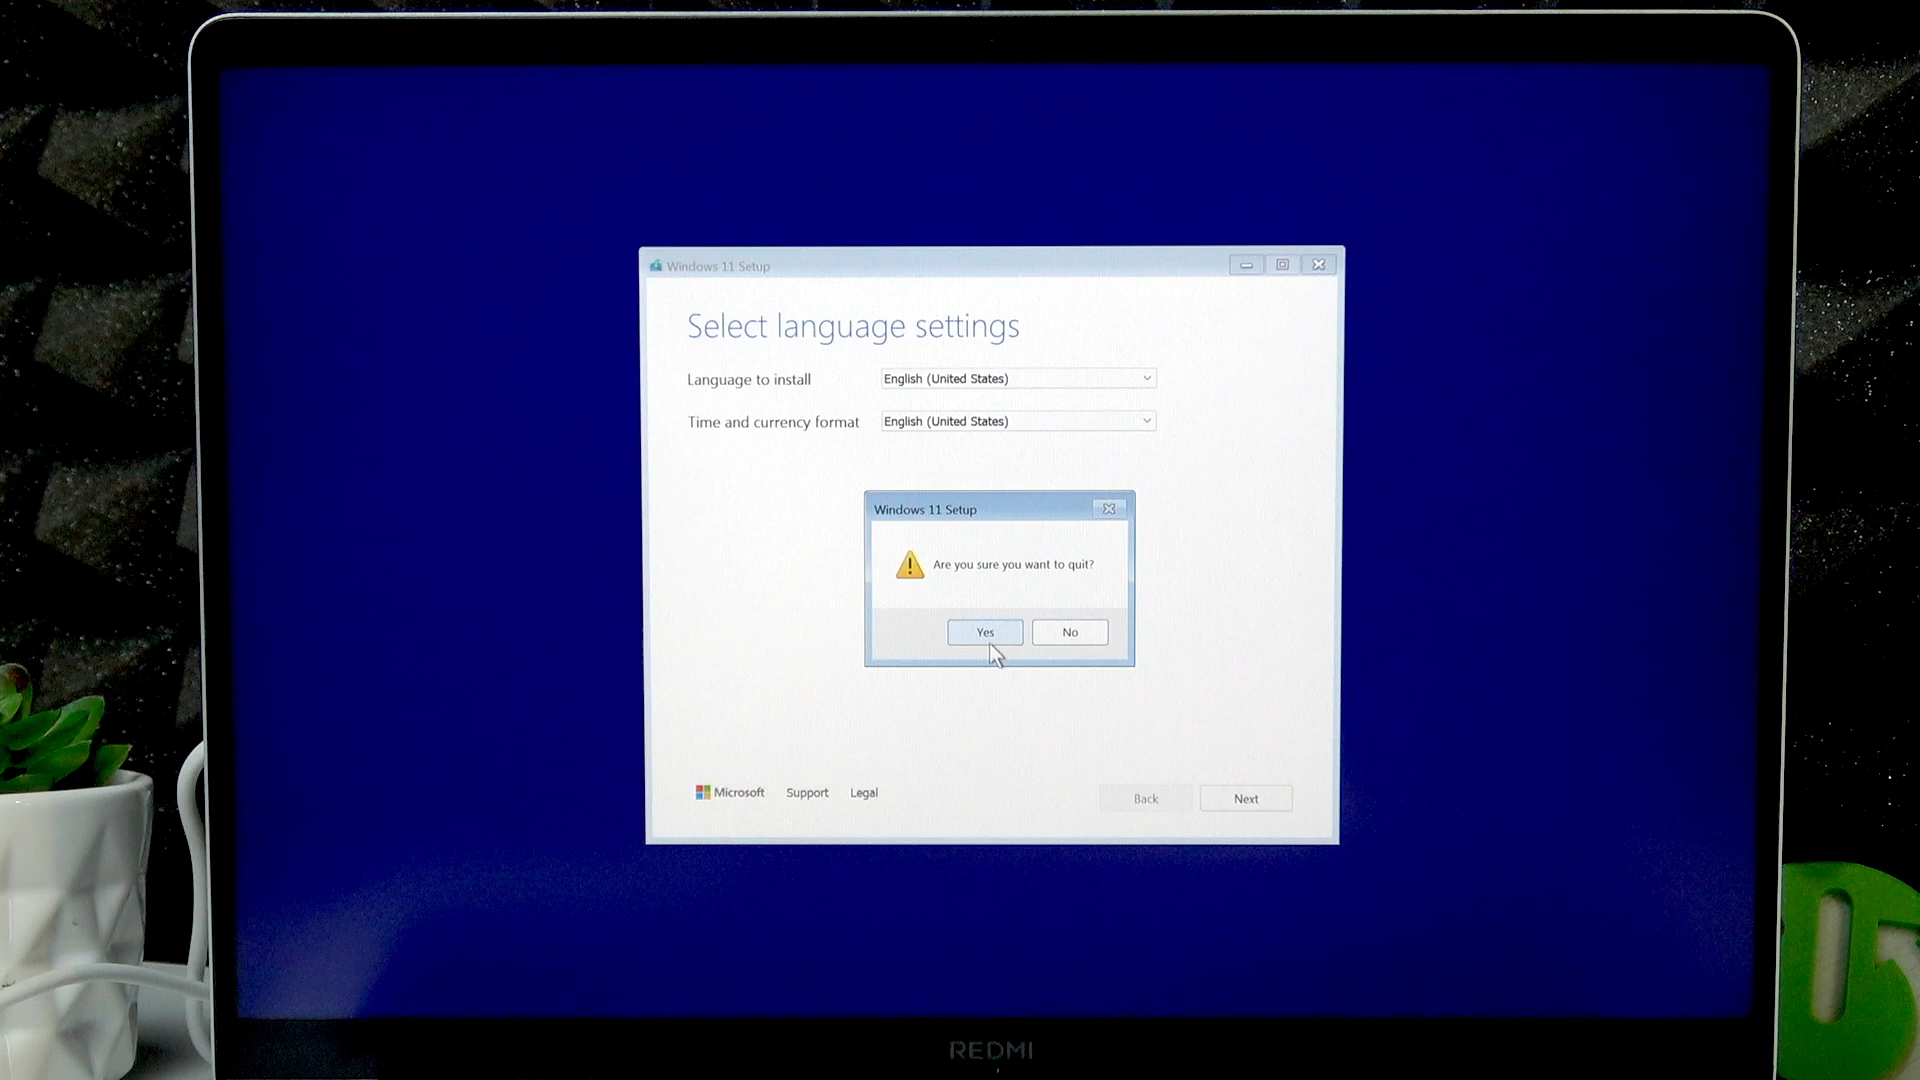 Windows 11 Setup
Select language settings
Language to install English (United States)
Time and currency format English (United States)
Windows 11 Setup
Are you sure you want to quit?
Yes No
Microsoft Support Legal
Back Next
REDMI